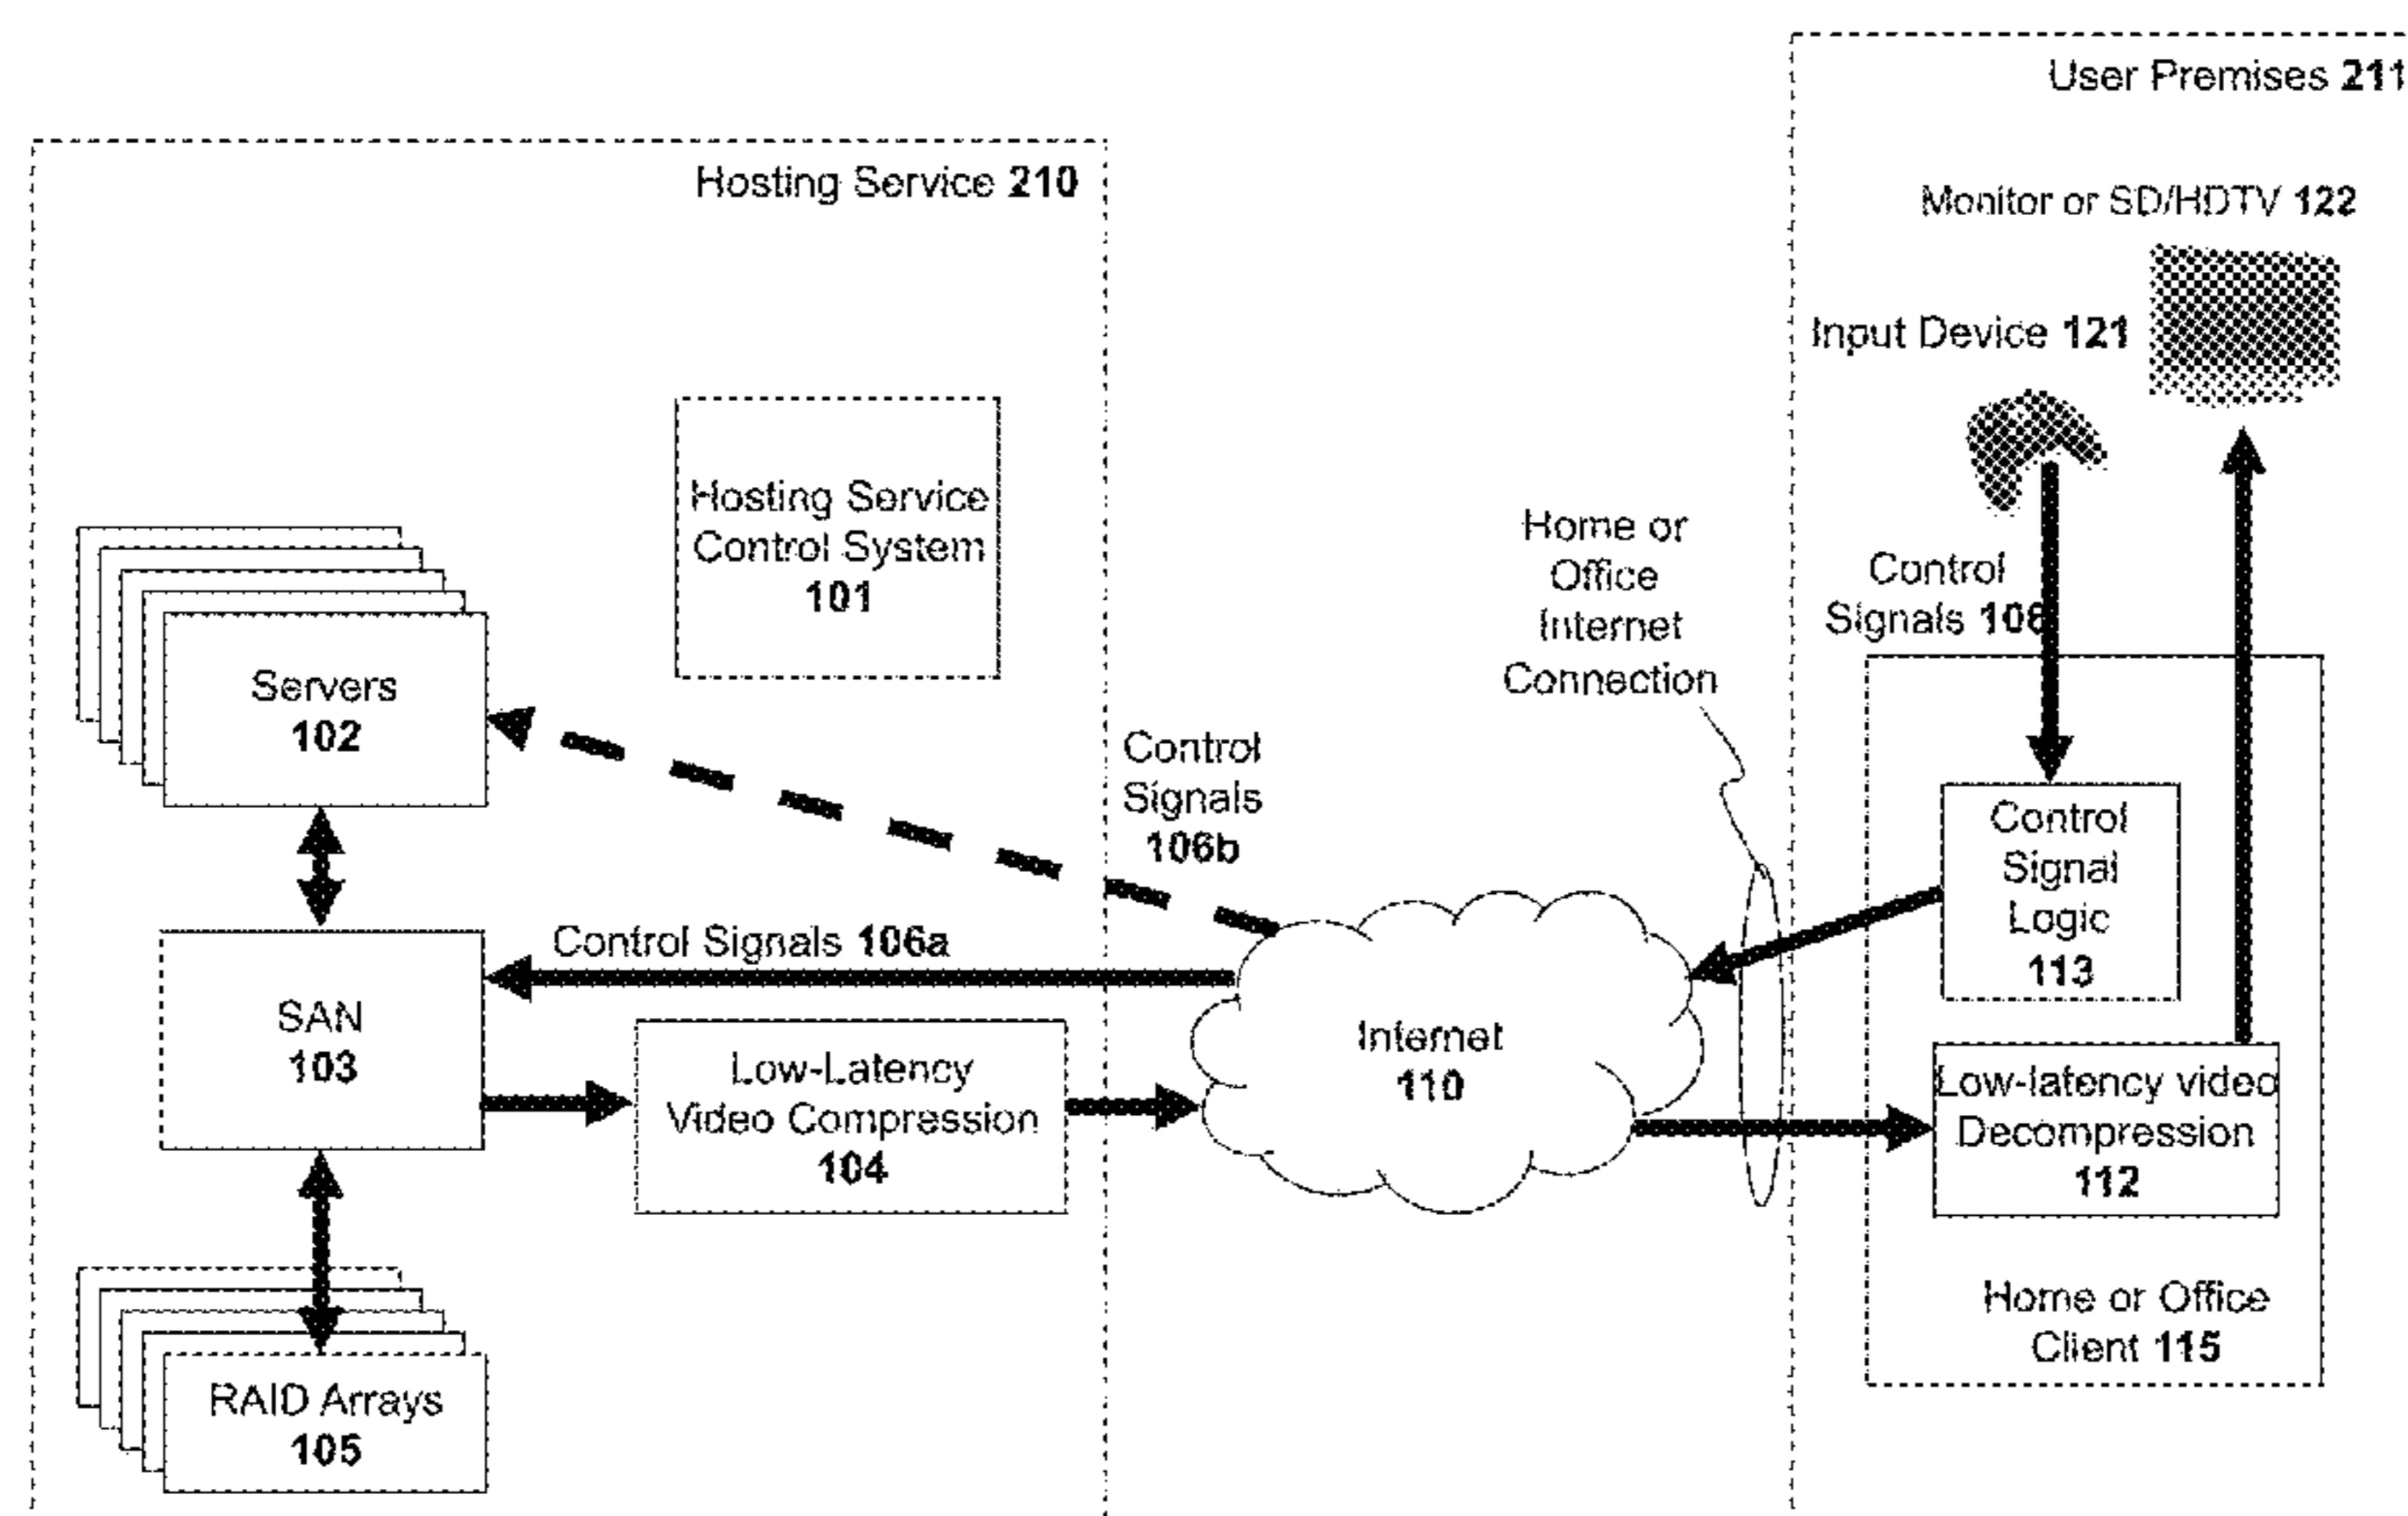 User Premises 211
Hosting Service 210
Monitor or SD/HDTV 122
Input Device 121
Hosting Service
Control System
101
Home or
Office
Internet
Connection
Control
Signals 106
Servers
102
Control
Signals
106b
Control
Signal
Logic
113
Control Signals 106a
SAN
103
Low-Latency
Video Compression
104
Internet
110
Low-latency video
Decompression
112
Home or Office
Client 115
RAID Arrays
105